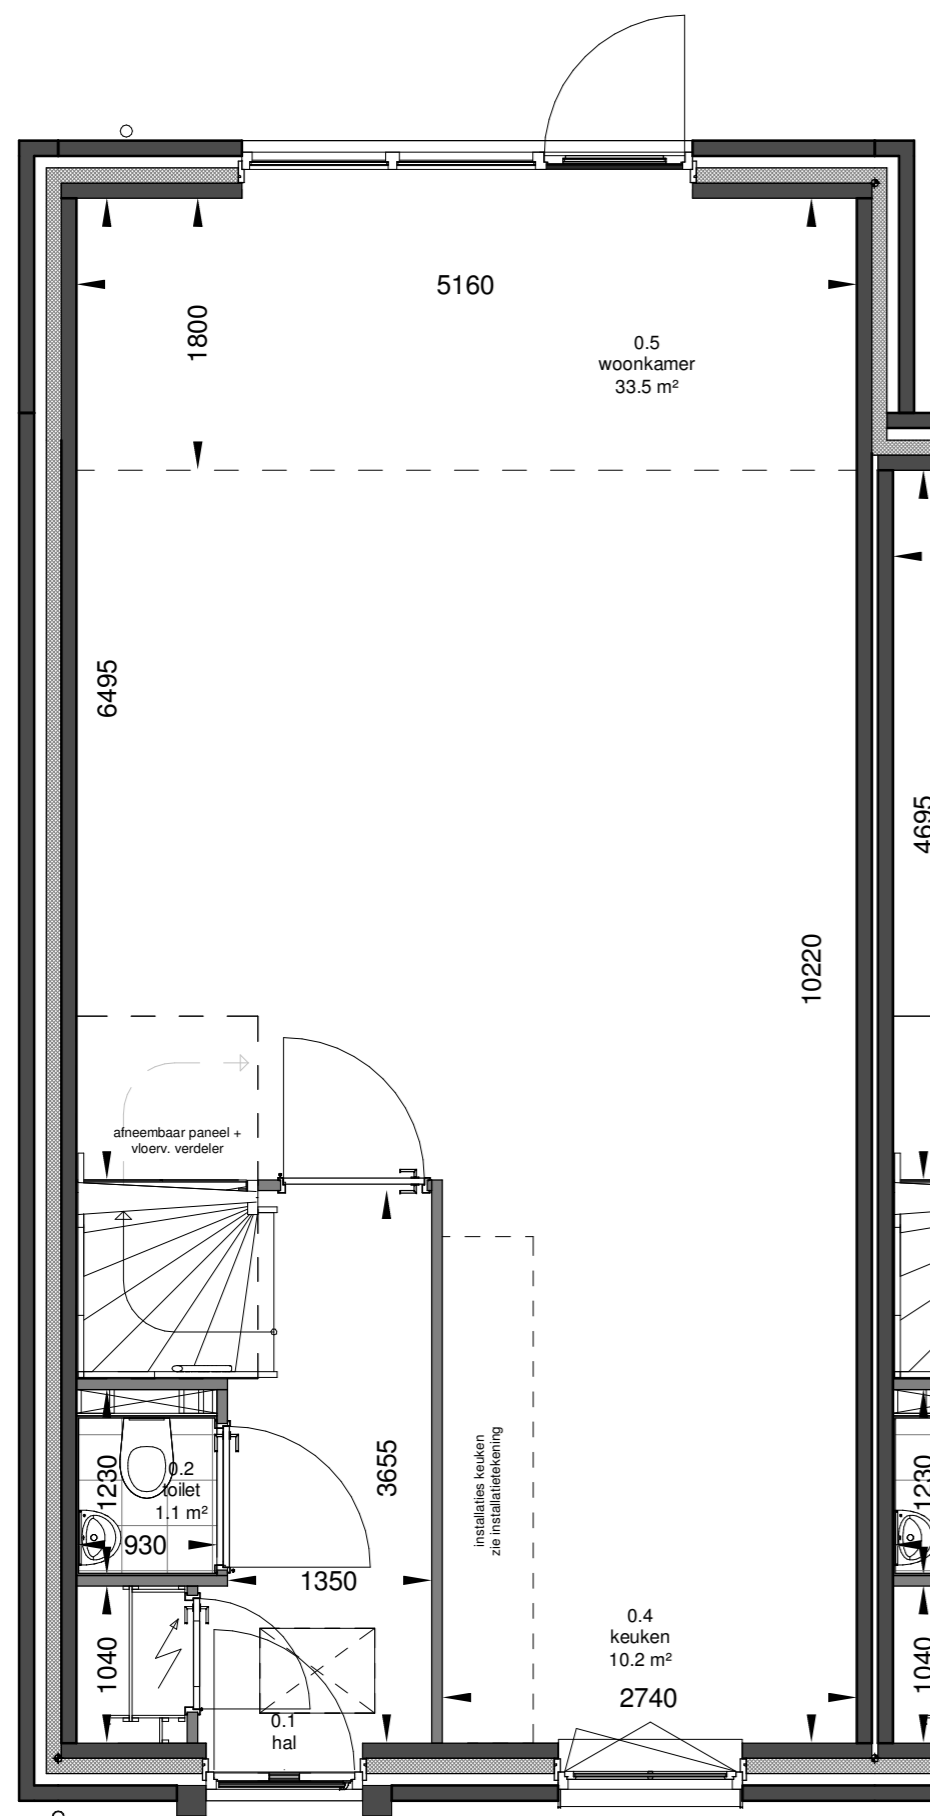 5160
1800
0.5
woonkamer
33.5 m²
6495
4695
10220
afneembaar paneel +
vloerv. verdeler
3655
installaties keuken
zie installatietekening
1230
0.2
toilet
1.1 m²
930
1230
1350
1040
0.4
keuken
10.2 m²
2740
1040
0.1
hal